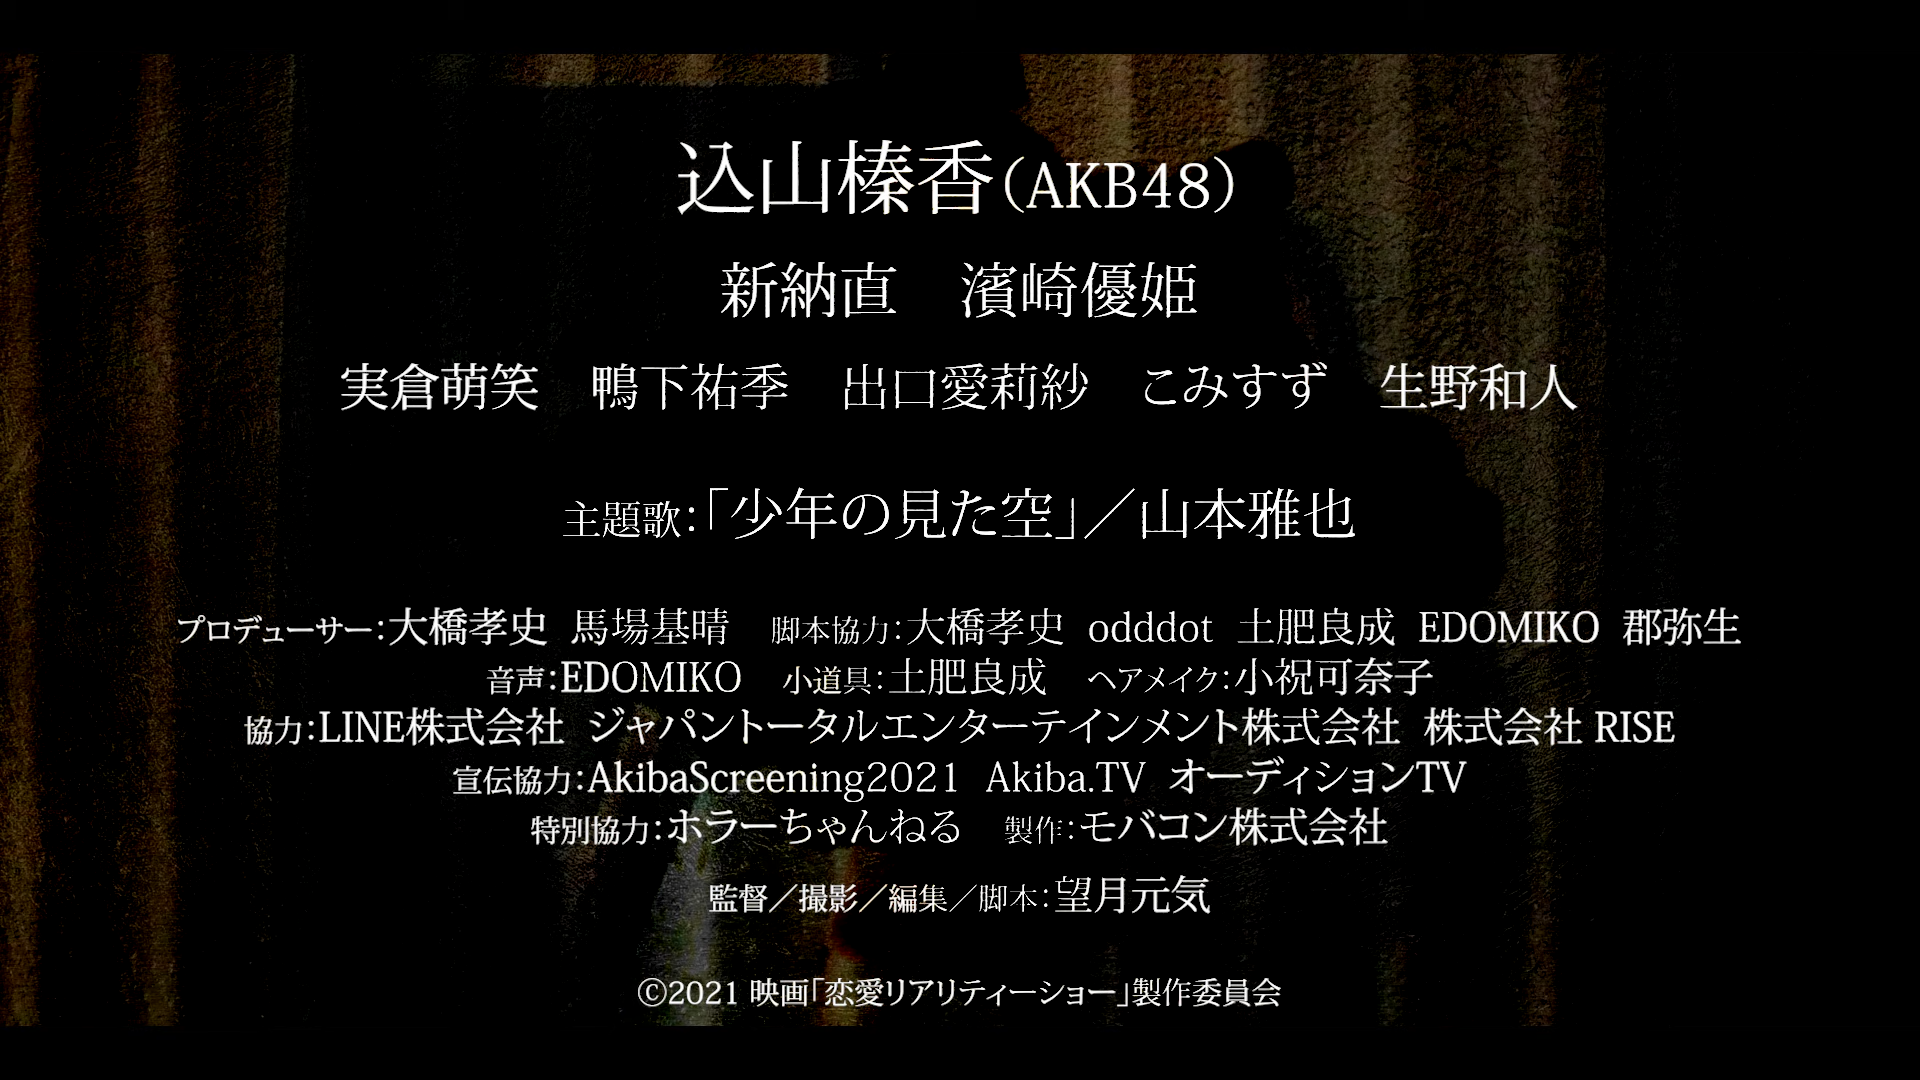 込山榛香(AKB48)
新納直　濱崎優姫
実倉萌笑　鴨下祐季　出口愛莉紗　こみすず　生野和人
主題歌:「少年の見た空」／山本雅也
プロデューサー:大橋孝史 馬場基晴　脚本協力:大橋孝史 odddot 土肥良成 EDOMIKO 郡弥生
音声:EDOMIKO　小道具:土肥良成　ヘアメイク:小祝可奈子
協力:LINE株式会社 ジャパントータルエンターテインメント株式会社 株式会社 RISE
宣伝協力:AkibaScreening2021 Akiba.TV オーディションTV
特別協力:ホラーちゃんねる　製作:モバコン株式会社
監督／撮影／編集／脚本:望月元気
©2021 映画「恋愛リアリティーショー」製作委員会